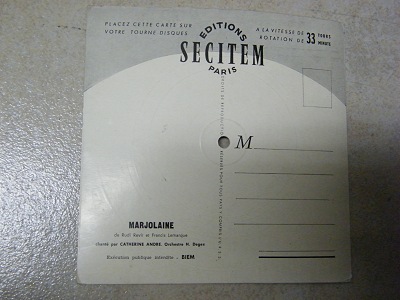 PLACEZ CETTE CARTE SUR
VOTRE TOURNE DISQUES
EDITIONS
SECITEM
PARIS
A LA VITESSE DE
ROTATION DE 33 TOURS MINUTE
M
MARJOLAINE
de Rudi Revil et Francis Lemarque
chanté par CATHERINE ANDRE, Orchestre H. Degex
Exécution publique interdite - BIEM